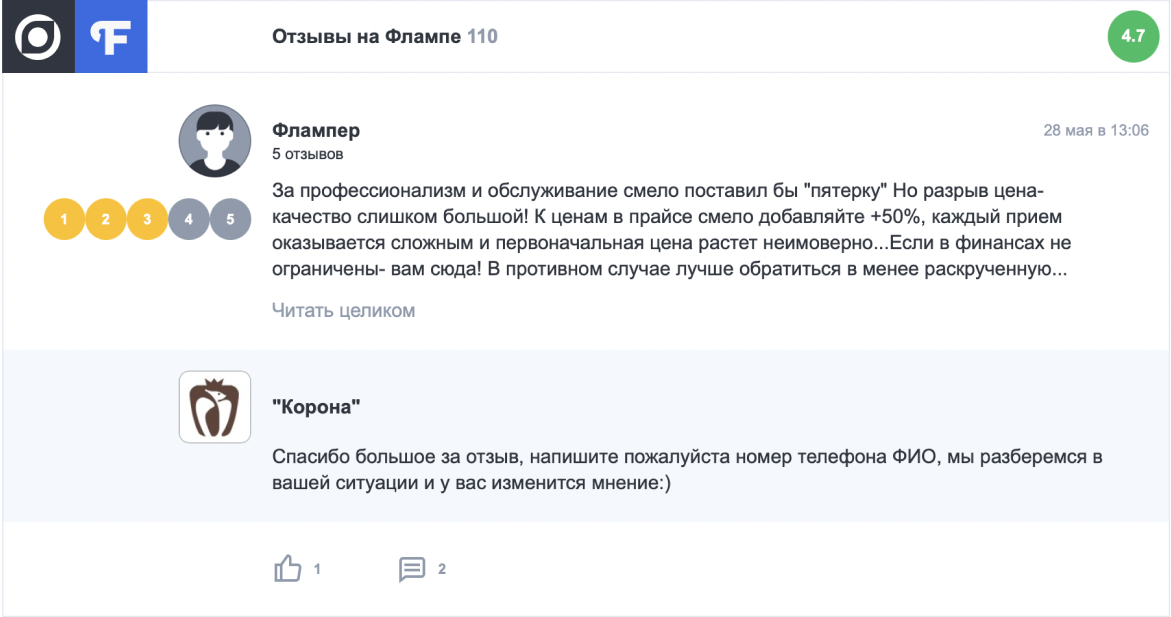 F
Отзывы на Флампе 110
4.7
Флампер
28 мая в 13:06
5 отзывов
1 2 3 4 5
За профессионализм и обслуживание смело поставил бы "пятерку" Но разрыв цена-
качество слишком большой! К ценам в прайсе смело добавляйте +50%, каждый прием
оказывается сложным и первоначальная цена растет неимоверно...Если в финансах не
ограничены- вам сюда! В противном случае лучше обратиться в менее раскрученную...
Читать целиком
"Корона"
Спасибо большое за отзыв, напишите пожалуйста номер телефона ФИО, мы разберемся в
вашей ситуации и у вас изменится мнение:)
1
2